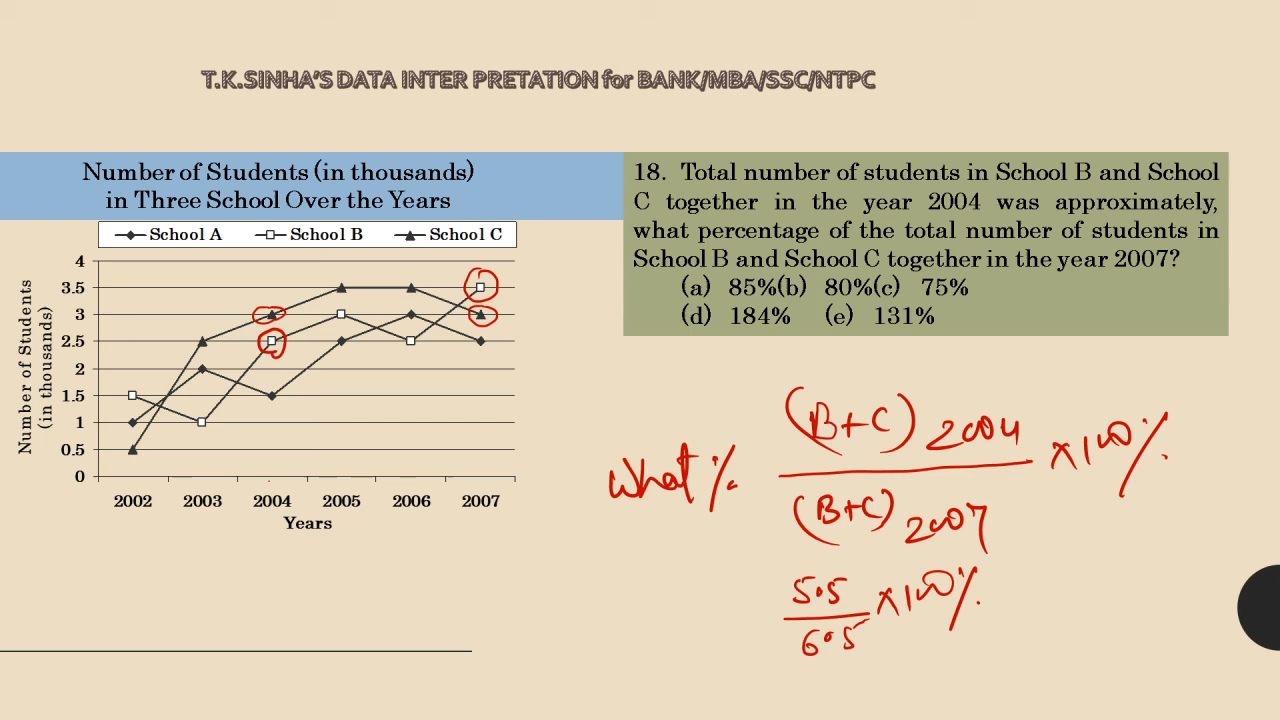 T.K.SINHA'S DATA INTER PRETATION for BANK/MBA/SSC/NTPC
Number of Students (in thousands)
in Three School Over the Years
School A School B School C
Number of Students
(in thousands)
4
3.5
3
2.5
2
1.5
1
0.5
0
2002 2003 2004 2005 2006 2007
Years
18. Total number of students in School B and School
C together in the year 2004 was approximately,
what percentage of the total number of students in
School B and School C together in the year 2007?
(a) 85%(b) 80%(c) 75%
(d) 184% (e) 131%
What % (B+C) 2004 ×100%
(B+C) 2007
5.5 ×100%
6.5